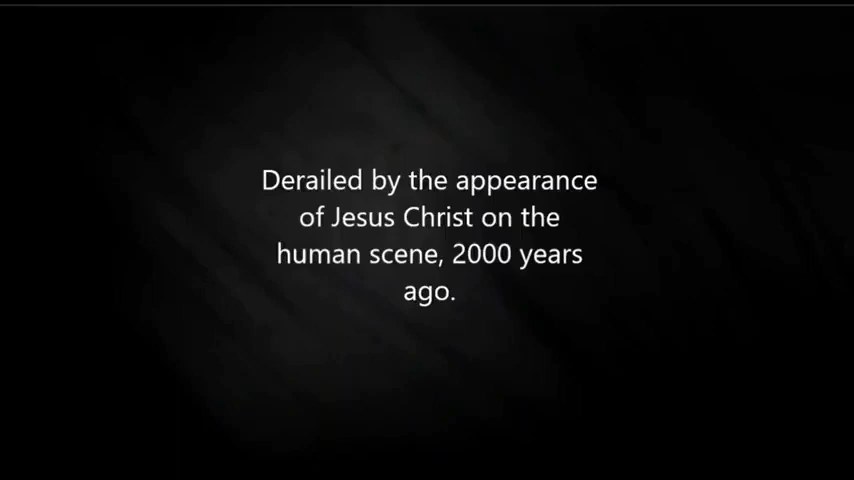 Derailed by the appearance
of Jesus Christ on the
human scene, 2000 years
ago.